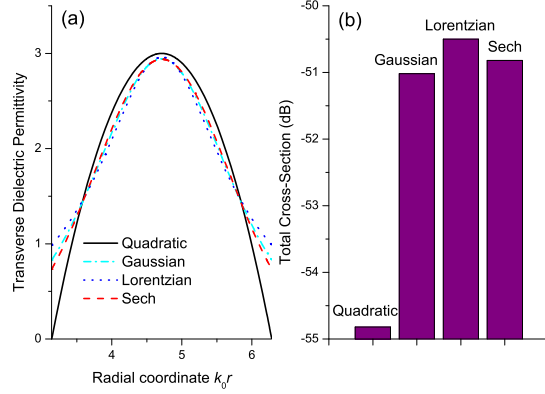 (a)
3
2
1
0
Transverse Dielectric Permittivity
Quadratic
Gaussian
Lorentzian
Sech
4
5
6
Radial coordinate k₀r
(b)
-50
-51
-52
-53
-54
-55
Total Cross-Section (dB)
Quadratic
Gaussian
Lorentzian
Sech